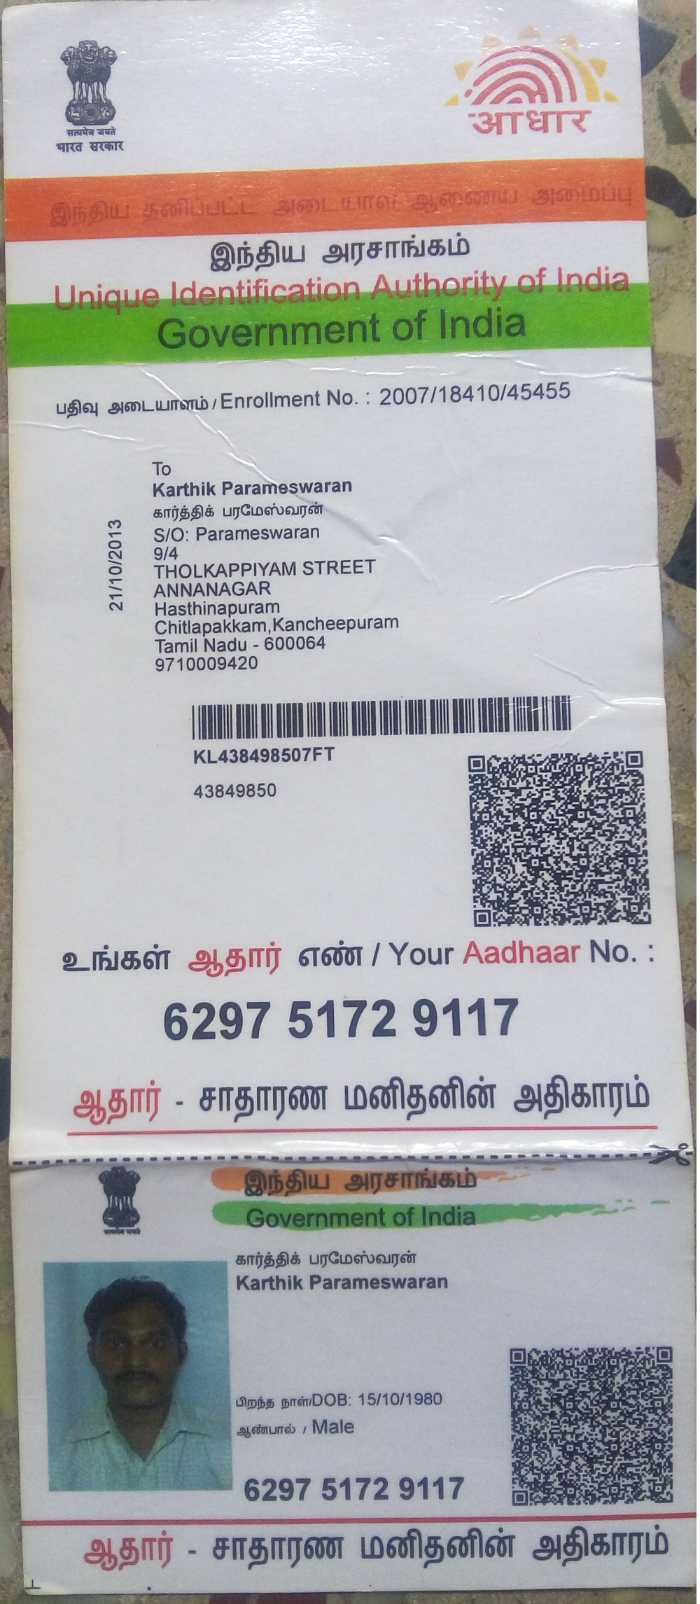 सत्यमेव जयते
भारत सरकार
आधार
இந்திய தனிப்பட்ட அடையாள ஆணைய அமைப்பு
இந்திய அரசாங்கம்
Unique Identification Authority of India
Government of India
பதிவு அடையாளம் / Enrollment No. : 2007/18410/45455
To
Karthik Parameswaran
கார்த்திக் பரமேஸ்வரன்
S/O: Parameswaran
9/4
THOLKAPPIYAM STREET
ANNANAGAR
Hasthinapuram
Chitlapakkam,Kancheepuram
Tamil Nadu - 600064
9710009420
21/10/2013
KL438498507FT
43849850
உங்கள் ஆதார் எண் / Your Aadhaar No. :
6297 5172 9117
ஆதார் - சாதாரண மனிதனின் அதிகாரம்
இந்திய அரசாங்கம்
Government of India
கார்த்திக் பரமேஸ்வரன்
Karthik Parameswaran
பிறந்த நாள்/DOB: 15/10/1980
ஆண்பால் / Male
6297 5172 9117
ஆதார் - சாதாரண மனிதனின் அதிகாரம்